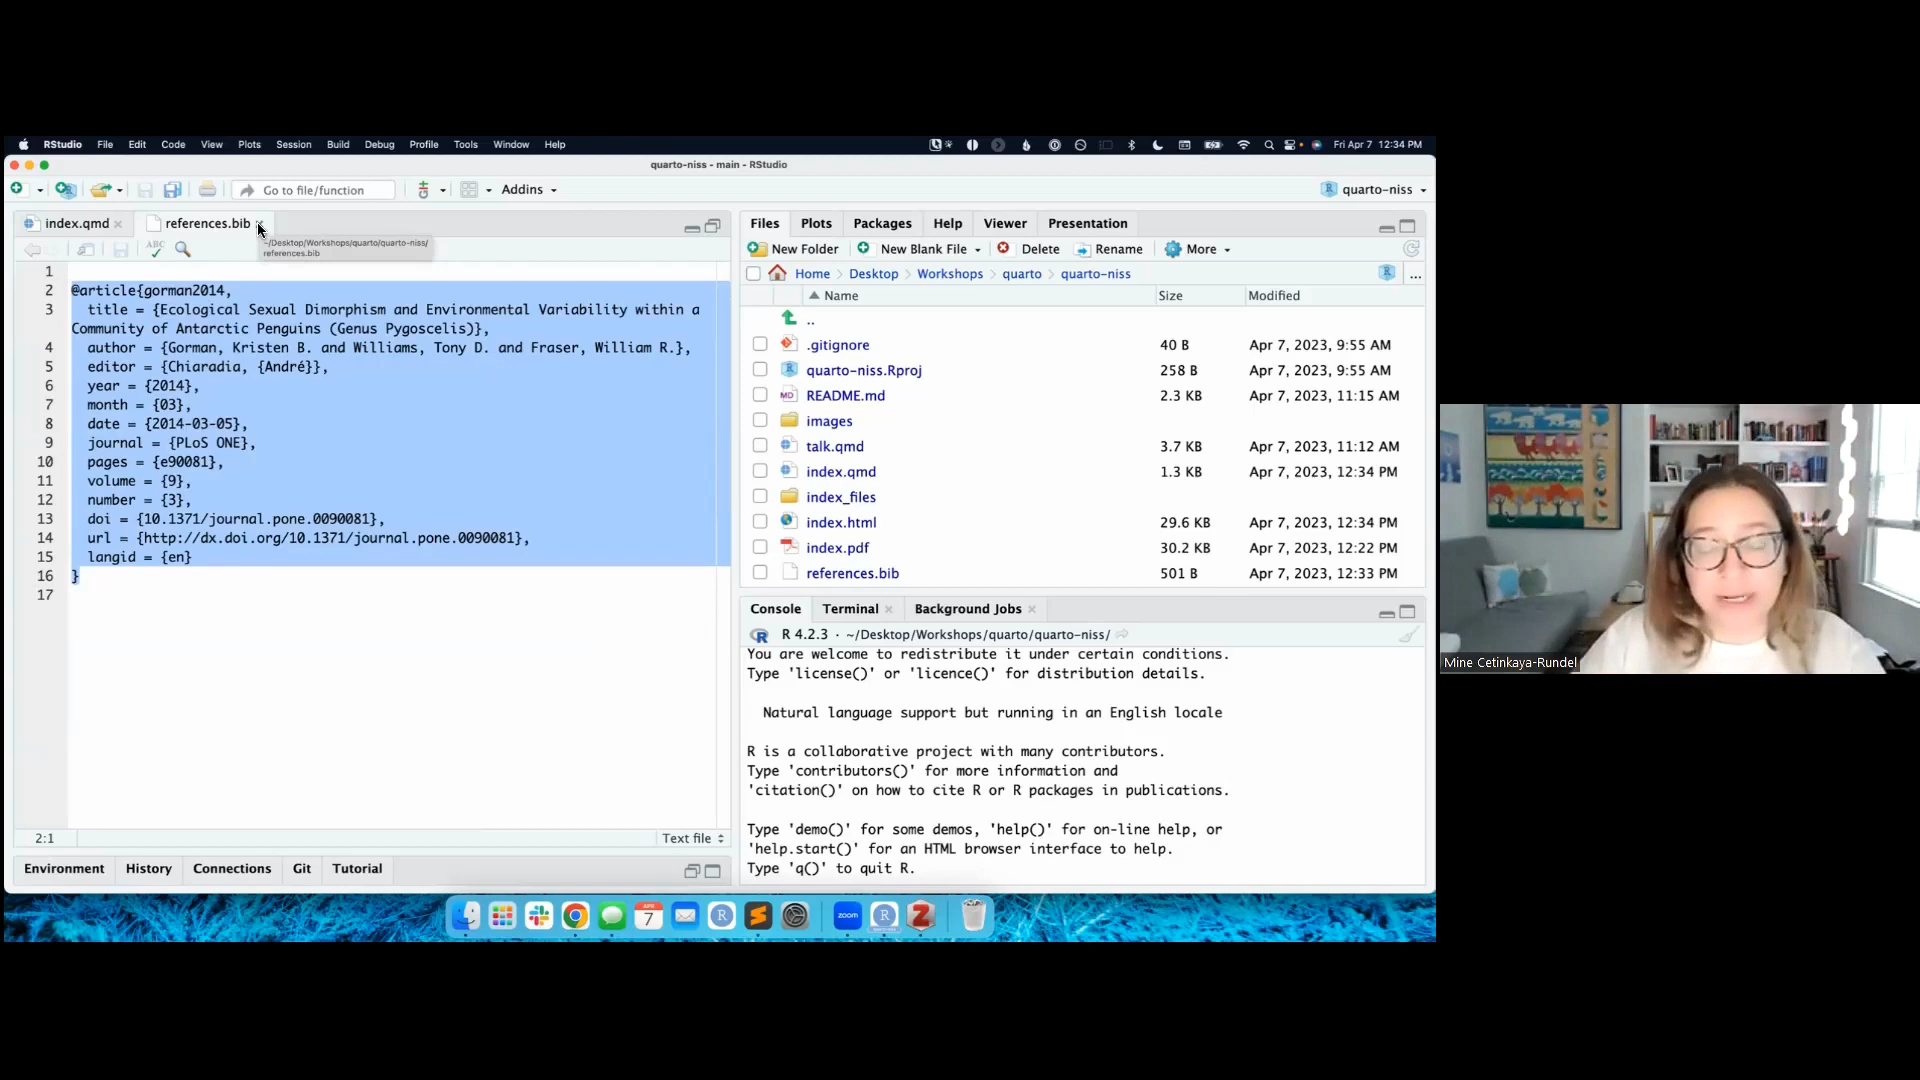 RStudio File Edit Code View Plots Session Build Debug Profile Tools Window Help Fri Apr 7 12:34 PM
quarto-niss - main - RStudio
Go to file/function Addins quarto-niss
index.qmd references.bib
~/Desktop/Workshops/quarto/quarto-niss/
references.bib
ABC
1
2 @article{gorman2014,
3 title = {Ecological Sexual Dimorphism and Environmental Variability within a
Community of Antarctic Penguins (Genus Pygoscelis)},
4 author = {Gorman, Kristen B. and Williams, Tony D. and Fraser, William R.},
5 editor = {Chiaradia, {André}},
6 year = {2014},
7 month = {03},
8 date = {2014-03-05},
9 journal = {PLoS ONE},
10 pages = {e90081},
11 volume = {9},
12 number = {3},
13 doi = {10.1371/journal.pone.0090081},
14 url = {http://dx.doi.org/10.1371/journal.pone.0090081},
15 langid = {en}
16 }
17
2:1 Text file
Environment History Connections Git Tutorial
Files Plots Packages Help Viewer Presentation
New Folder New Blank File Delete Rename More
Home Desktop Workshops quarto quarto-niss ...
Name Size Modified
..
.gitignore 40 B Apr 7, 2023, 9:55 AM
quarto-niss.Rproj 258 B Apr 7, 2023, 9:55 AM
MD README.md 2.3 KB Apr 7, 2023, 11:15 AM
images
talk.qmd 3.7 KB Apr 7, 2023, 11:12 AM
index.qmd 1.3 KB Apr 7, 2023, 12:34 PM
index_files
index.html 29.6 KB Apr 7, 2023, 12:34 PM
index.pdf 30.2 KB Apr 7, 2023, 12:22 PM
references.bib 501 B Apr 7, 2023, 12:33 PM
Console Terminal Background Jobs
R 4.2.3 · ~/Desktop/Workshops/quarto/quarto-niss/
You are welcome to redistribute it under certain conditions.
Type 'license()' or 'licence()' for distribution details.
Natural language support but running in an English locale
R is a collaborative project with many contributors.
Type 'contributors()' for more information and
'citation()' on how to cite R or R packages in publications.
Type 'demo()' for some demos, 'help()' for on-line help, or
'help.start()' for an HTML browser interface to help.
Type 'q()' to quit R.
APR
7
zoom
Mine Cetinkaya-Rundel